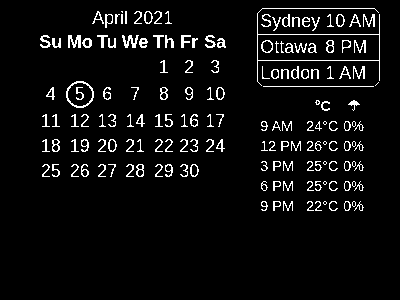 April 2021
Su Mo Tu We Th Fr Sa
1 2 3
4 5 6 7 8 9 10
11 12 13 14 15 16 17
18 19 20 21 22 23 24
25 26 27 28 29 30
Sydney 10 AM
Ottawa 8 PM
London 1 AM
°C ☂
9 AM 24°C 0%
12 PM 26°C 0%
3 PM 25°C 0%
6 PM 25°C 0%
9 PM 22°C 0%